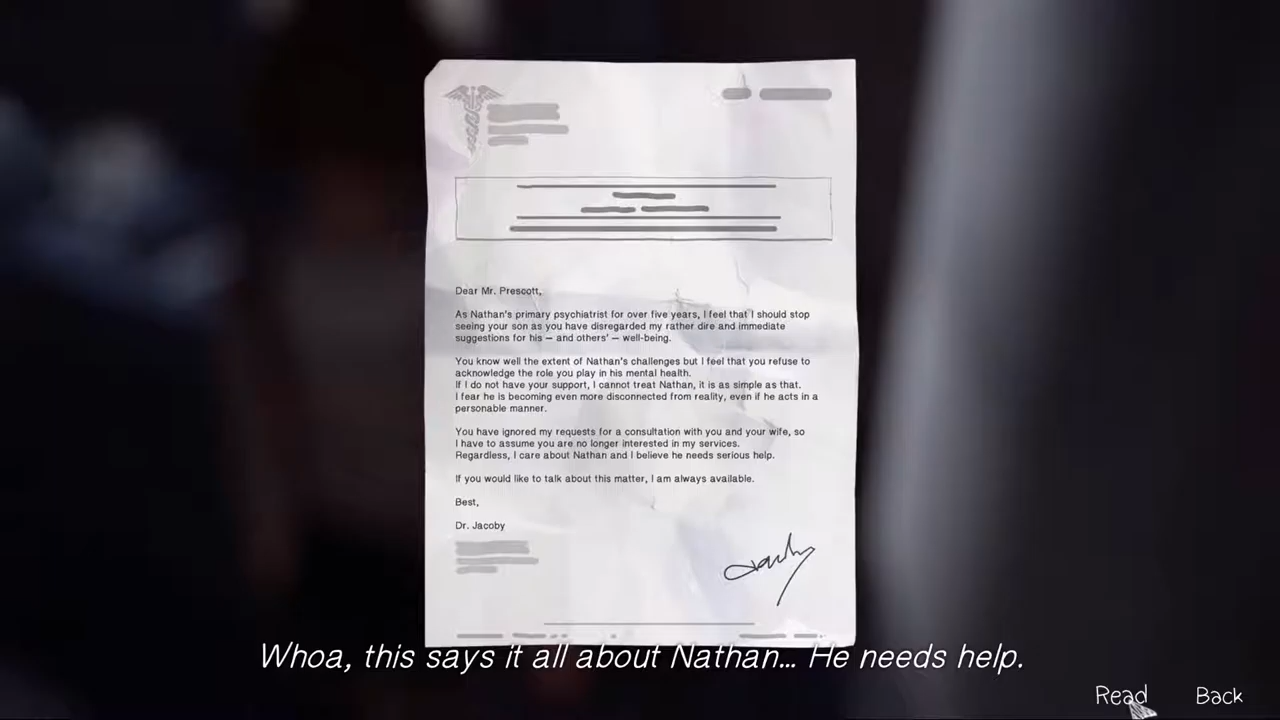 Dear Mr. Prescott,
As Nathan's primary psychiatrist for over five years, I feel that I should stop
seeing your son as you have disregarded my rather dire and immediate
suggestions for his — and others' — well-being.
You know well the extent of Nathan's challenges but I feel that you refuse to
acknowledge the role you play in his mental health.
If I do not have your support, I cannot treat Nathan, it is as simple as that.
I fear he is becoming even more disconnected from reality, even if he acts in a
personable manner.
You have ignored my requests for a consultation with you and your wife, so
I have to assume you are no longer interested in my services.
Regardless, I care about Nathan and I believe he needs serious help.
If you would like to talk about this matter, I am always available.
Best,
Dr. Jacoby
Whoa, this says it all about Nathan... He needs help.
Read Back